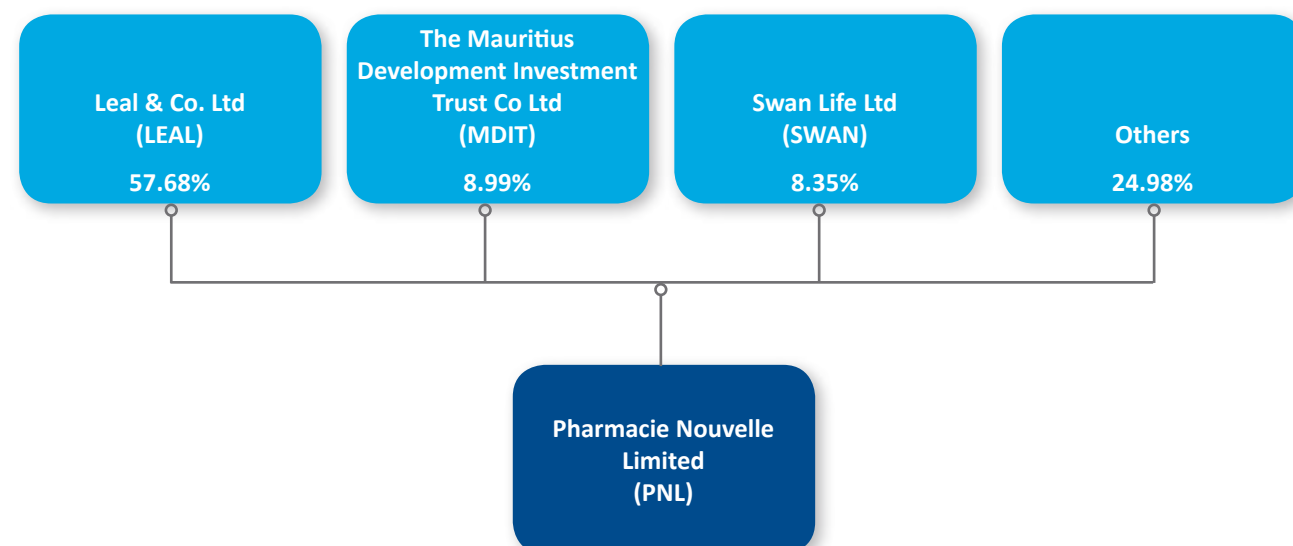 Leal & Co. Ltd
(LEAL)
57.68%
The Mauritius
Development Investment
Trust Co Ltd
(MDIT)
8.99%
Swan Life Ltd
(SWAN)
8.35%
Others
24.98%
Pharmacie Nouvelle
Limited
(PNL)